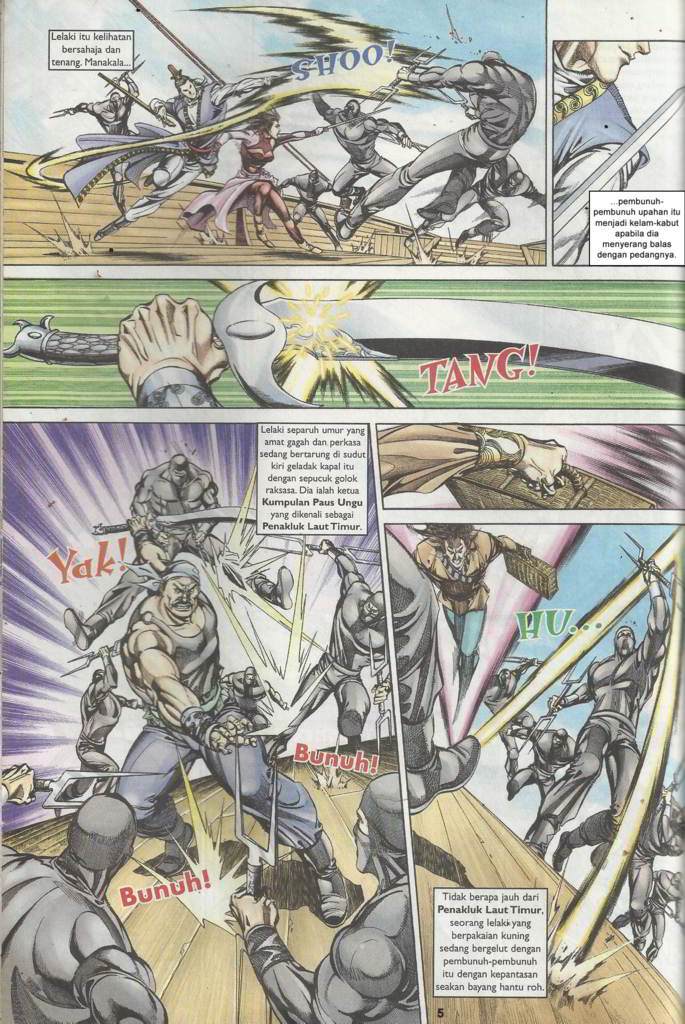 Lelaki itu kelihatan
bersahaja dan
tenang. Manakala...
SHOO!
...pembunuh-
pembunuh upahan itu
menjadi kelam-kabut
apabila dia
menyerang balas
dengan pedangnya.
TANG!
Lelaki separuh umur yang
amat gagah dan perkasa
sedang bertarung di sudut
kiri geladak kapal itu
dengan sepucuk golok
raksasa. Dia ialah ketua
Kumpulan Paus Ungu
yang dikenali sebagai
Penakluk Laut Timur.
Yak!
HU...
Bunuh!
Bunuh!
Tidak berapa jauh dari
Penakluk Laut Timur,
seorang lelaki yang
berpakaian kuning
sedang bergelut dengan
pembunuh-pembunuh
itu dengan kepantasan
seakan bayang hantu roh.
5